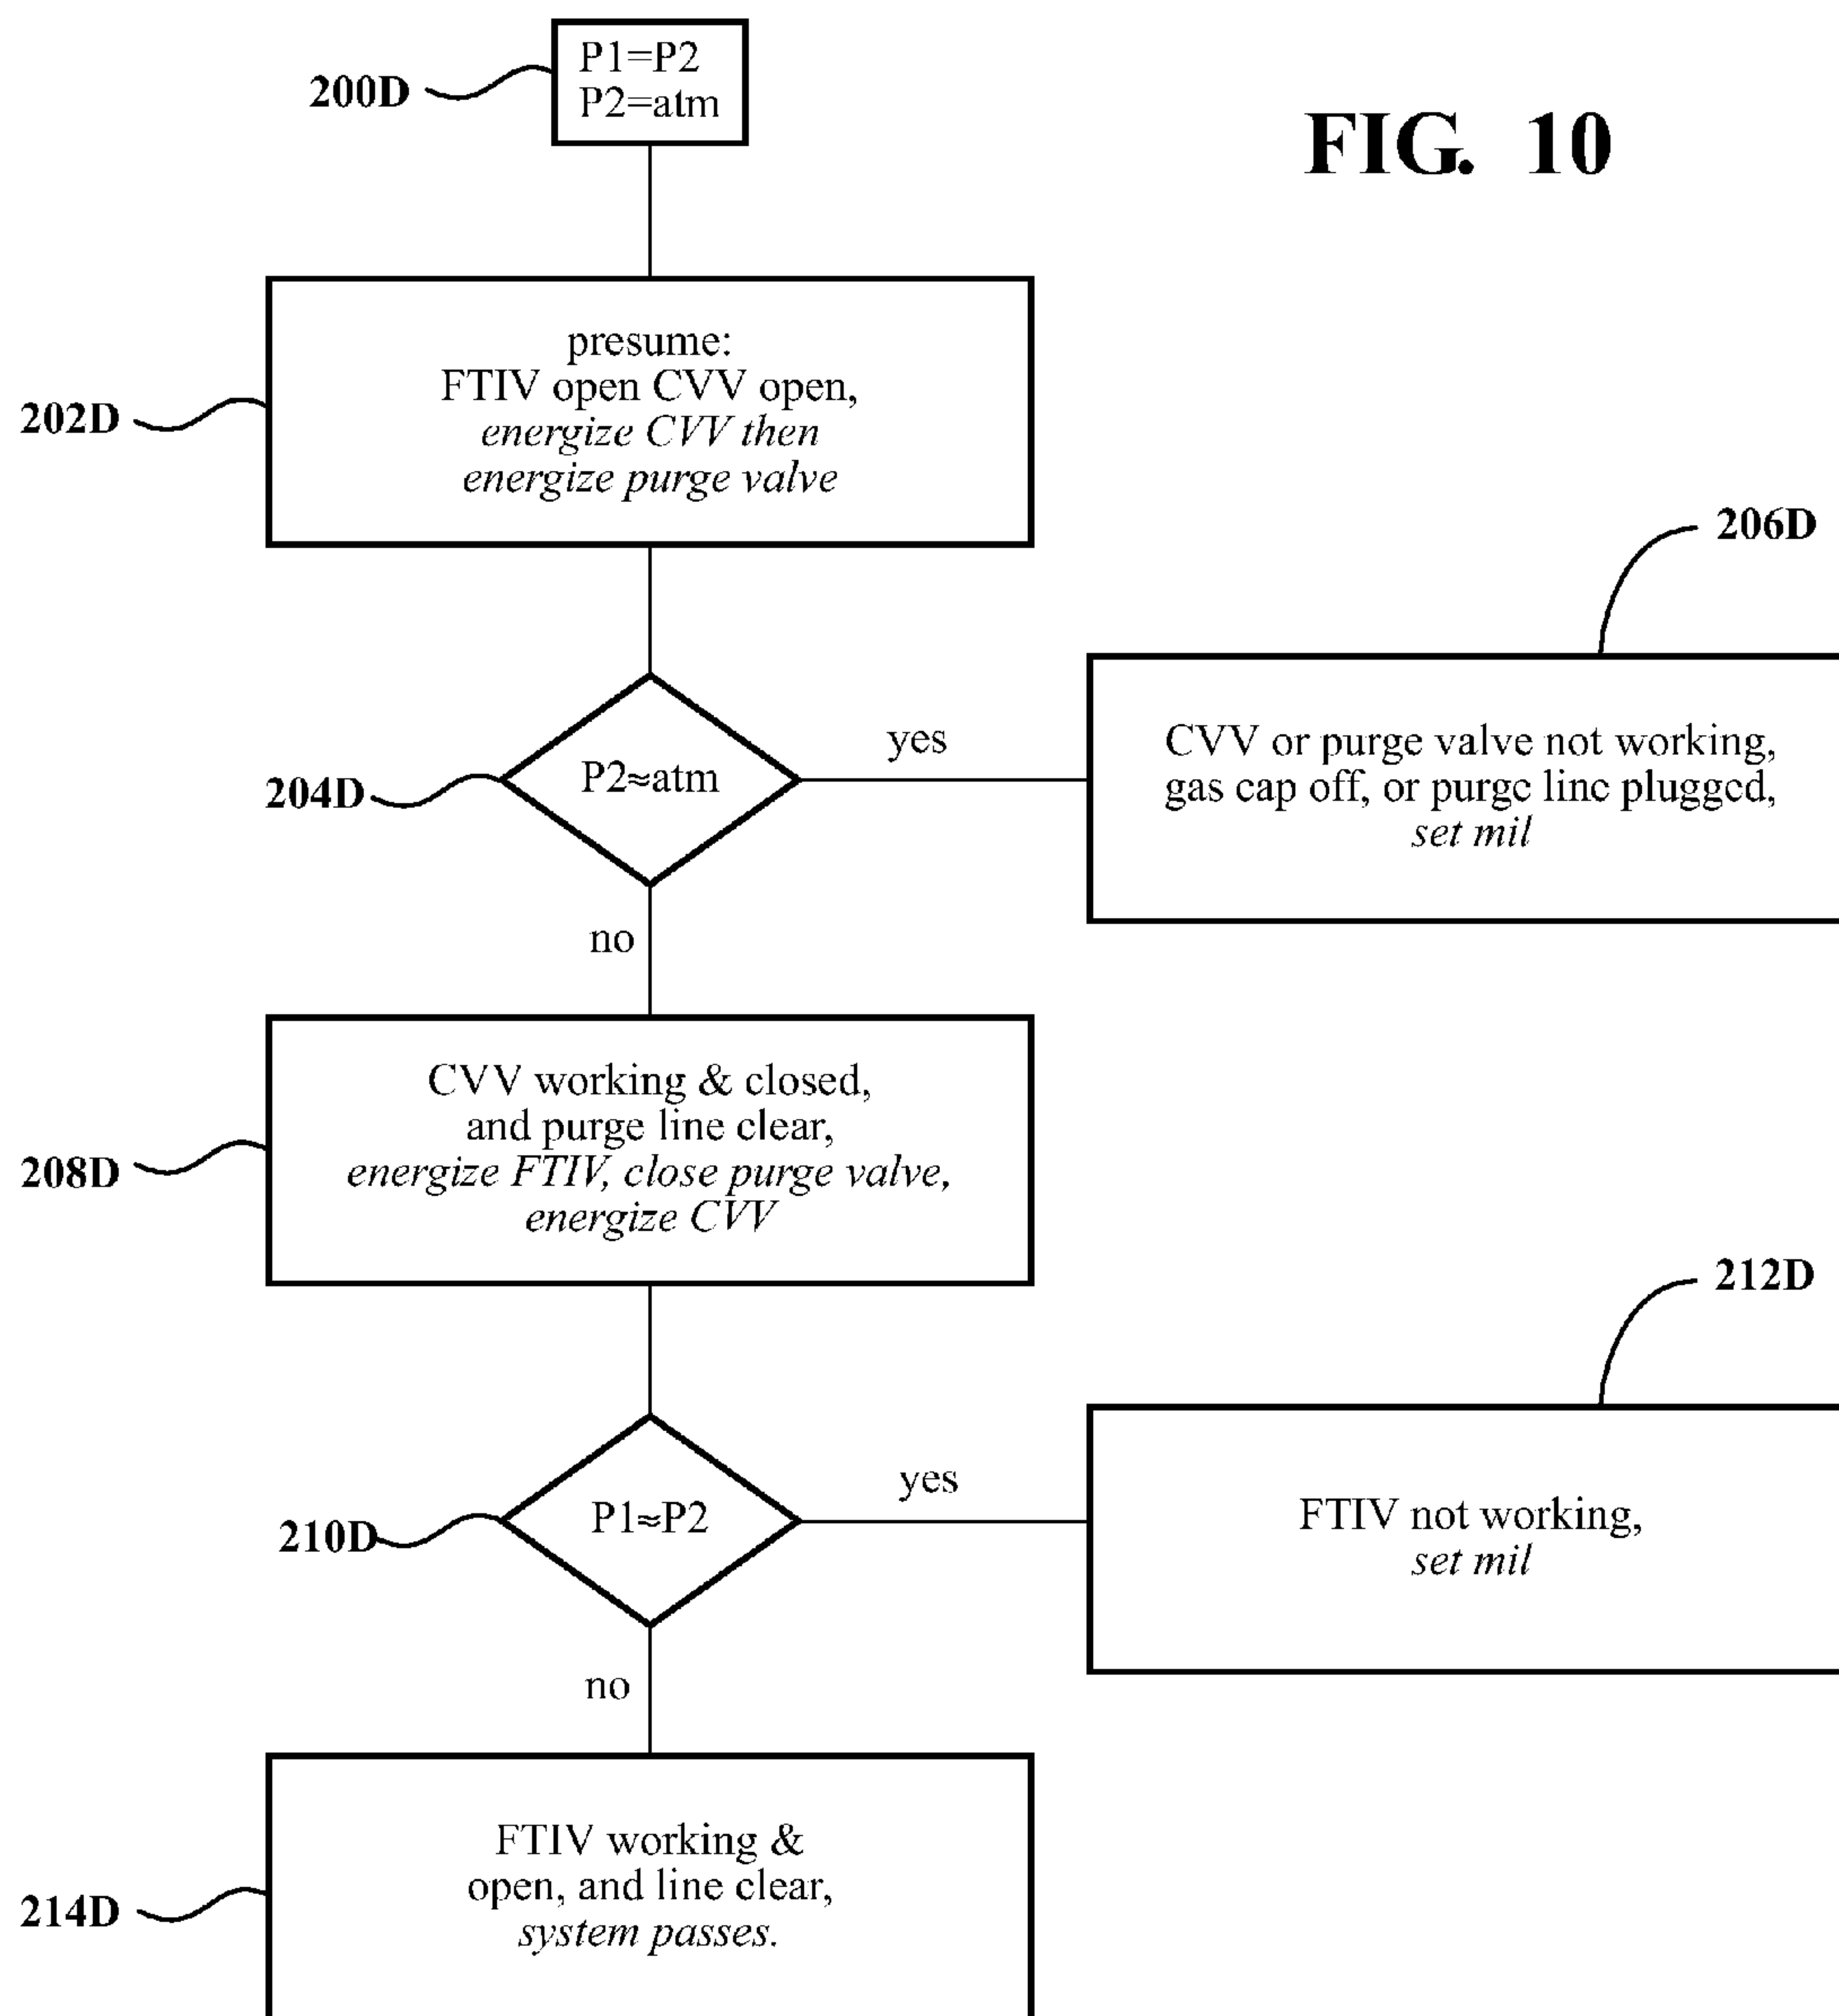 P1=P2
P2=atm
200D
FIG. 10
presume:
FTIV open CVV open,
energize CVV then
energize purge valve
202D
206D
P2≈atm
204D
yes
CVV or purge valve not working,
gas cap off, or purge line plugged,
set mil
no
CVV working & closed,
and purge line clear,
energize FTIV, close purge valve,
energize CVV
208D
212D
P1≈P2
210D
yes
FTIV not working,
set mil
no
FTIV working &
open, and line clear,
system passes.
214D